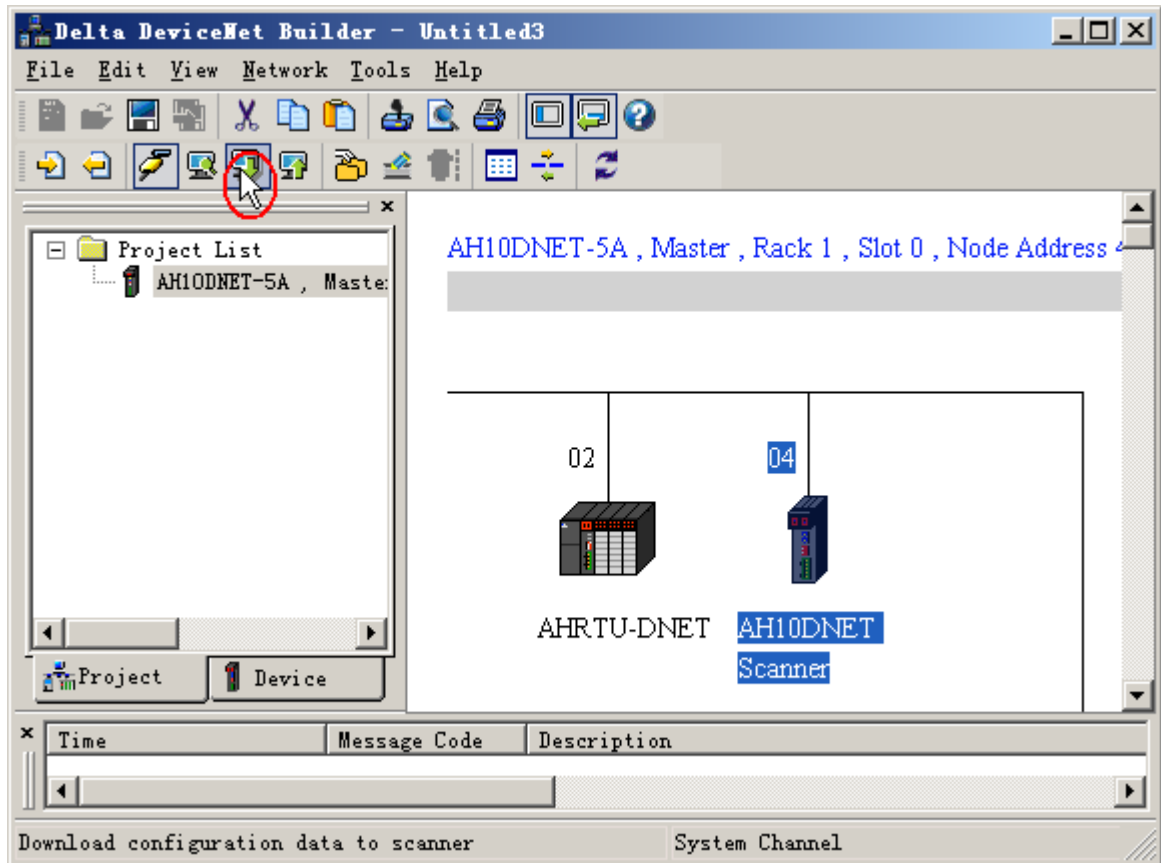 Delta DeviceNet Builder - Untitled3
File Edit View Network Tools Help
Project List
AH10DNET-5A , Master
AH10DNET-5A , Master , Rack 1 , Slot 0 , Node Address 4
02
04
AHRTU-DNET
AH10DNET
Scanner
Project
Device
Time Message Code Description
Download configuration data to scanner System Channel